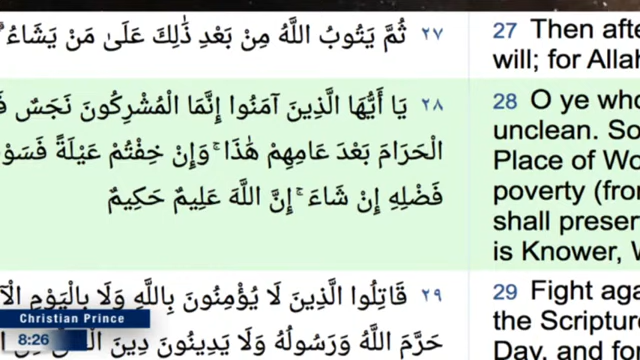 ٢٧ ثُمَّ يَتُوبُ اللَّهُ مِنْ بَعْدِ ذَٰلِكَ عَلَىٰ مَنْ يَشَاءُ
27 Then afte
will; for Allah
٢٨ يَا أَيُّهَا الَّذِينَ آمَنُوا إِنَّمَا الْمُشْرِكُونَ نَجَسٌ فَ
الْحَرَامَ بَعْدَ عَامِهِمْ هَٰذَا ۚ وَإِنْ خِفْتُمْ عَيْلَةً فَسَوْ
فَضْلِهِ إِنْ شَاءَ ۚ إِنَّ اللَّهَ عَلِيمٌ حَكِيمٌ
28 O ye who
unclean. So
Place of Wo
poverty (from
shall preser
is Knower, W
٢٩ قَاتِلُوا الَّذِينَ لَا يُؤْمِنُونَ بِاللَّهِ وَلَا بِالْيَوْمِ الْآ
حَرَّمَ اللَّهُ وَرَسُولُهُ وَلَا يَدِينُونَ دِينَ
29 Fight aga
the Scripture
Day, and fo
Christian Prince
8:26